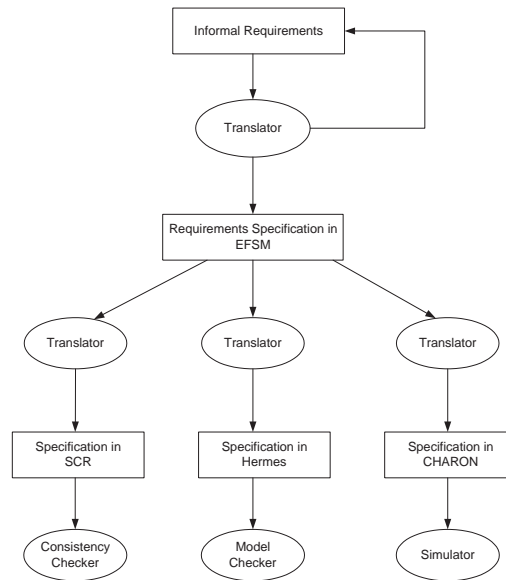 Informal Requirements
Translator
Requirements Specification in
EFSM
Translator
Translator
Translator
Specification in
SCR
Specification in
Hermes
Specification in
CHARON
Consistency
Checker
Model
Checker
Simulator